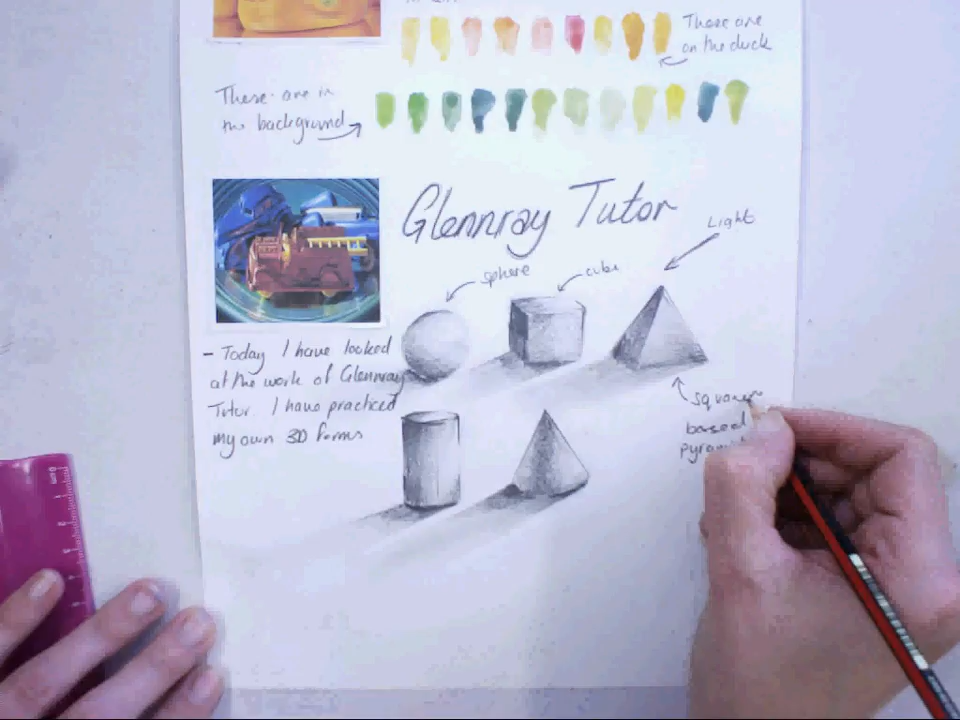 These are
on the duck
These are in
the background
Glennray Tutor
Light
sphere
cube
- Today I have looked
at the work of Glennray
Tutor. I have practiced
my own 3D forms
square
based